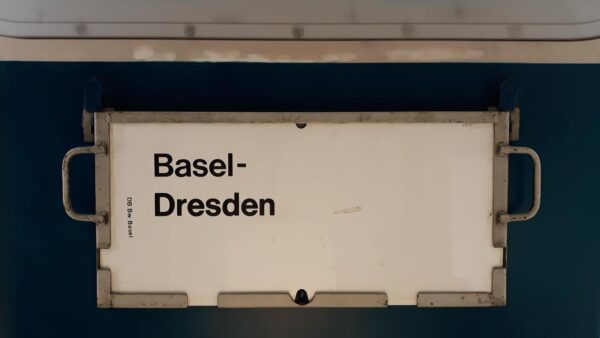 Basel-
Dresden
DB Bw Basel